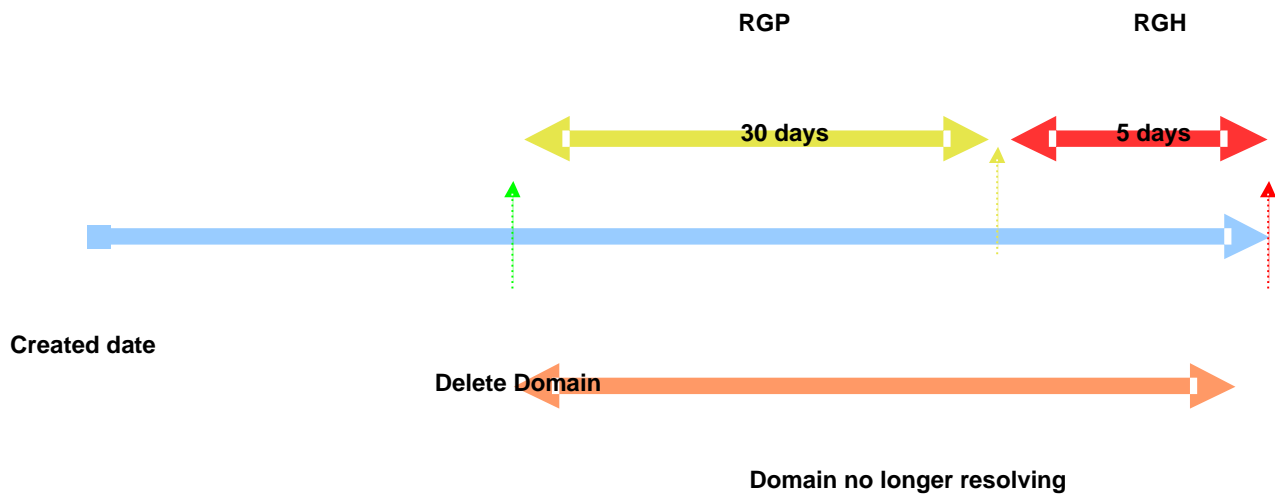 RGP
RGH
30 days
5 days
Created date
Delete Domain
Domain no longer resolving